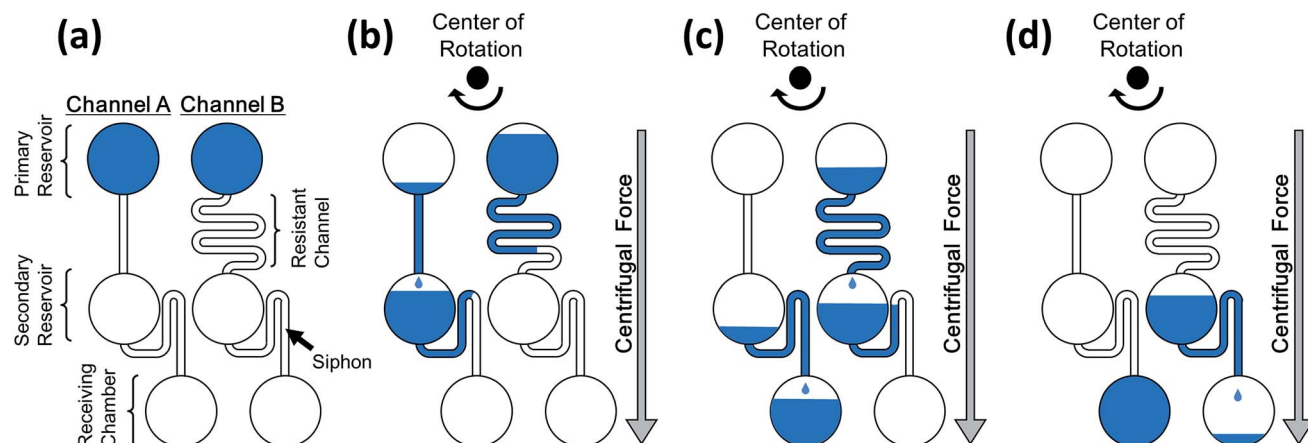 (a)
Channel A
Channel B
Primary
Reservoir
Resistant
Channel
Secondary
Reservoir
Siphon
Receiving
Chamber
(b)
Center of
Rotation
Centrifugal Force
(c)
Center of
Rotation
Centrifugal Force
(d)
Center of
Rotation
Centrifugal Force